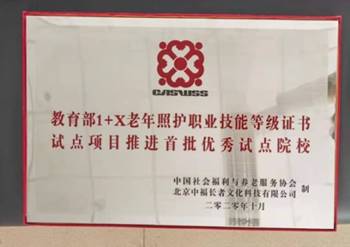 CASWSS
教育部1+X老年照护职业技能等级证书
试点项目推进首批优秀试点院校
中国社会福利与养老服务协会
北京中福长者文化科技有限公司 制
二〇二〇年十月